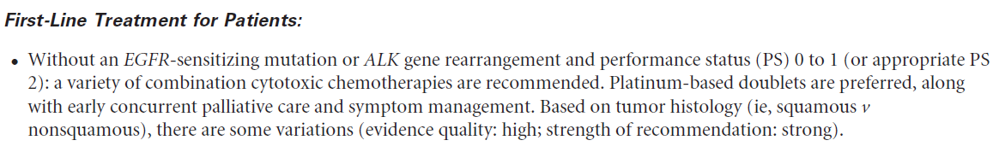 First-Line Treatment for Patients:
• Without an EGFR-sensitizing mutation or ALK gene rearrangement and performance status (PS) 0 to 1 (or appropriate PS
2): a variety of combination cytotoxic chemotherapies are recommended. Platinum-based doublets are preferred, along
with early concurrent palliative care and symptom management. Based on tumor histology (ie, squamous v
nonsquamous), there are some variations (evidence quality: high; strength of recommendation: strong).